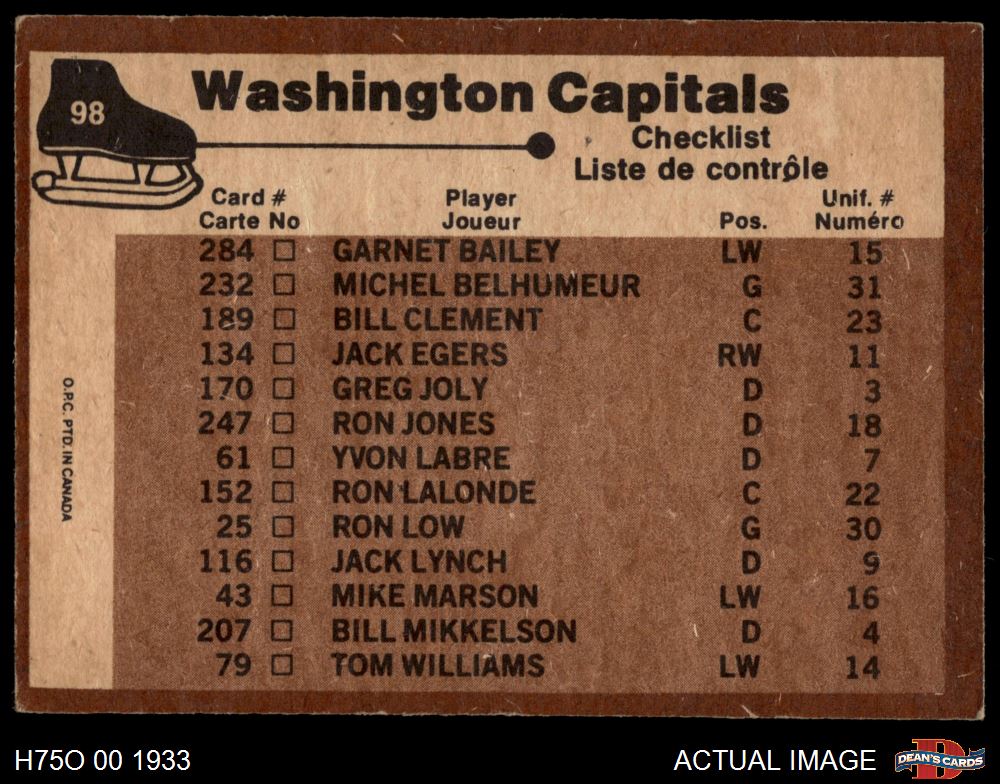 98
Washington Capitals
Checklist
Liste de contrôle
Card # Player Unif. #
Carte No Joueur Pos. Numéro
284 GARNET BAILEY LW 15
232 MICHEL BELHUMEUR G 31
189 BILL CLEMENT C 23
134 JACK EGERS RW 11
170 GREG JOLY D 3
247 RON JONES D 18
61 YVON LABRE D 7
152 RON LALONDE C 22
25 RON LOW G 30
116 JACK LYNCH D 9
43 MIKE MARSON LW 16
207 BILL MIKKELSON D 4
79 TOM WILLIAMS LW 14
O.P.C. PTD. IN CANADA
H75O 00 1933
ACTUAL IMAGE
D
DEAN'S CARDS